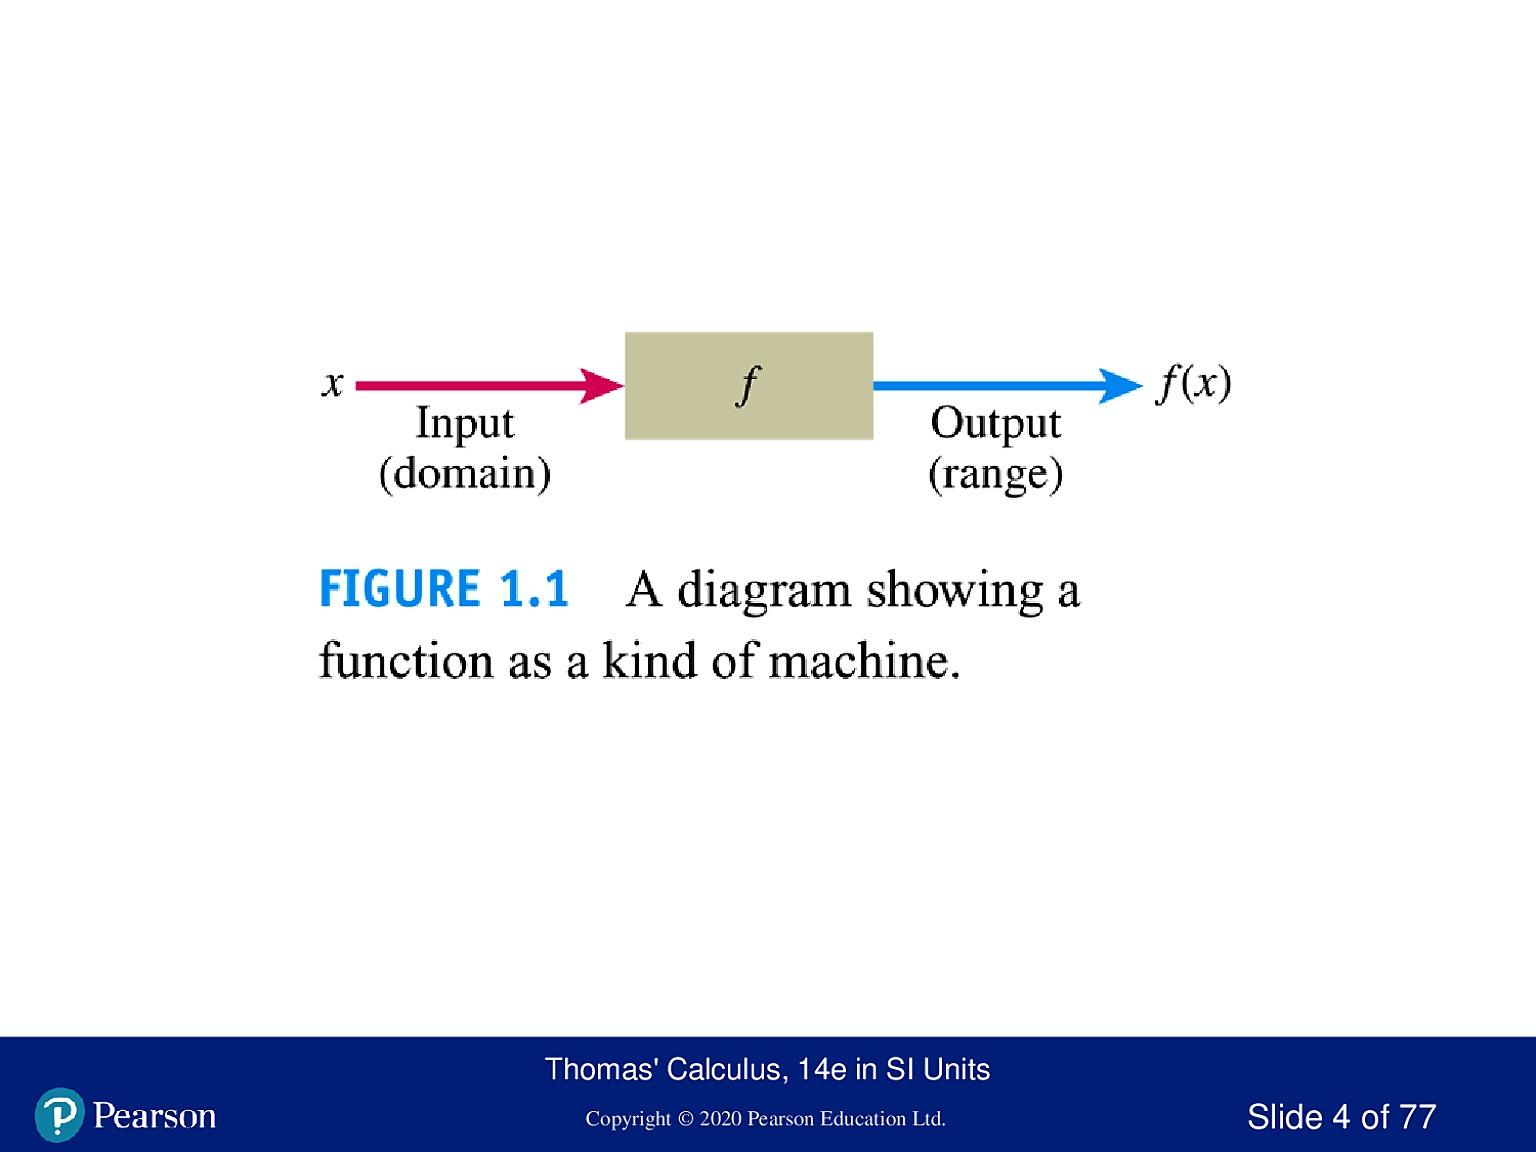 x
f
f(x)
Input
(domain)
Output
(range)
FIGURE 1.1 A diagram showing a
function as a kind of machine.
Thomas' Calculus, 14e in SI Units
Pearson
Copyright © 2020 Pearson Education Ltd.
Slide 4 of 77